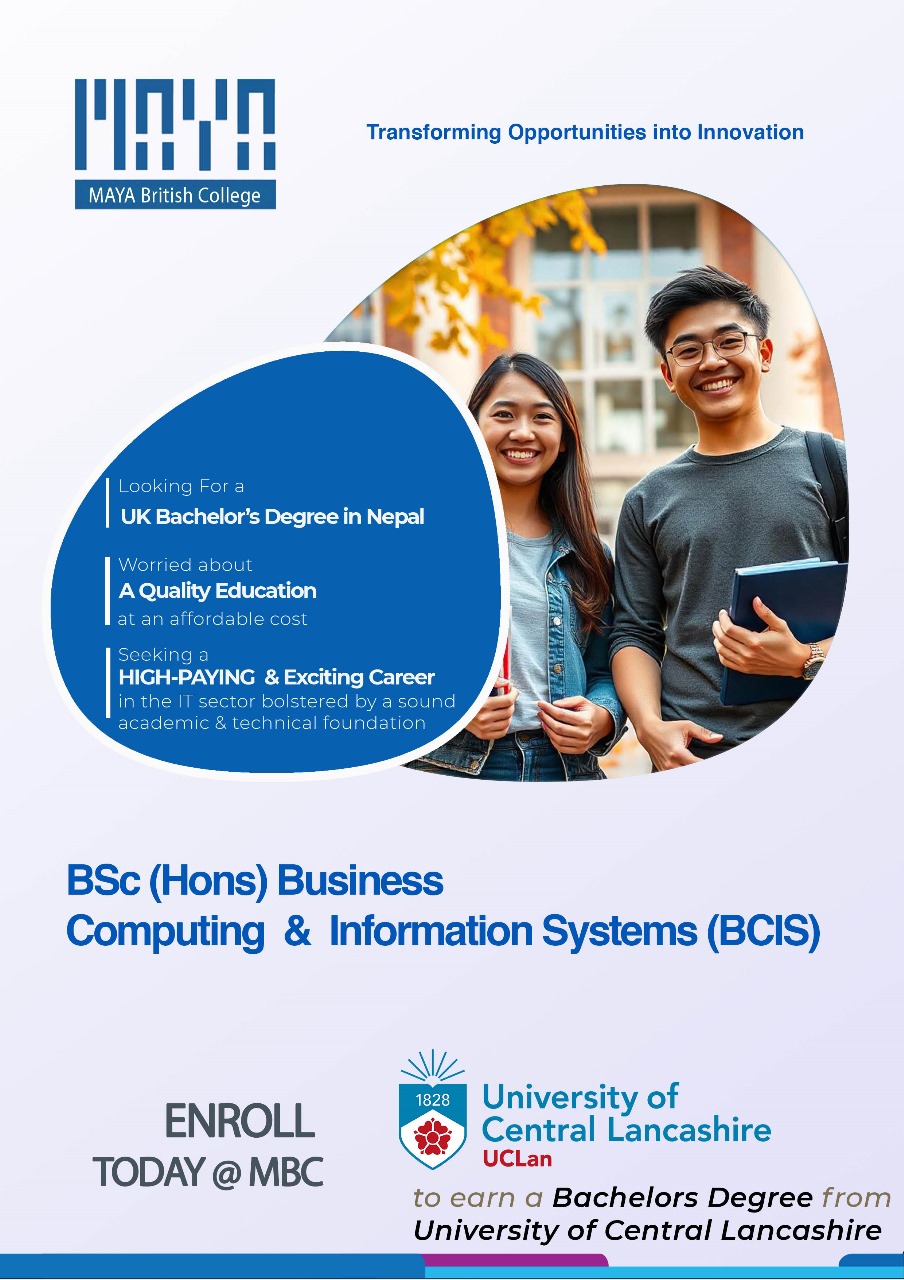 MAYA
MAYA British College
Transforming Opportunities into Innovation
Looking For a
UK Bachelor's Degree in Nepal
Worried about
A Quality Education
at an affordable cost
Seeking a
HIGH-PAYING & Exciting Career
in the IT sector bolstered by a sound
academic & technical foundation
BSc (Hons) Business
Computing & Information Systems (BCIS)
ENROLL
TODAY @ MBC
1828
University of
Central Lancashire
UCLan
to earn a Bachelors Degree from
University of Central Lancashire